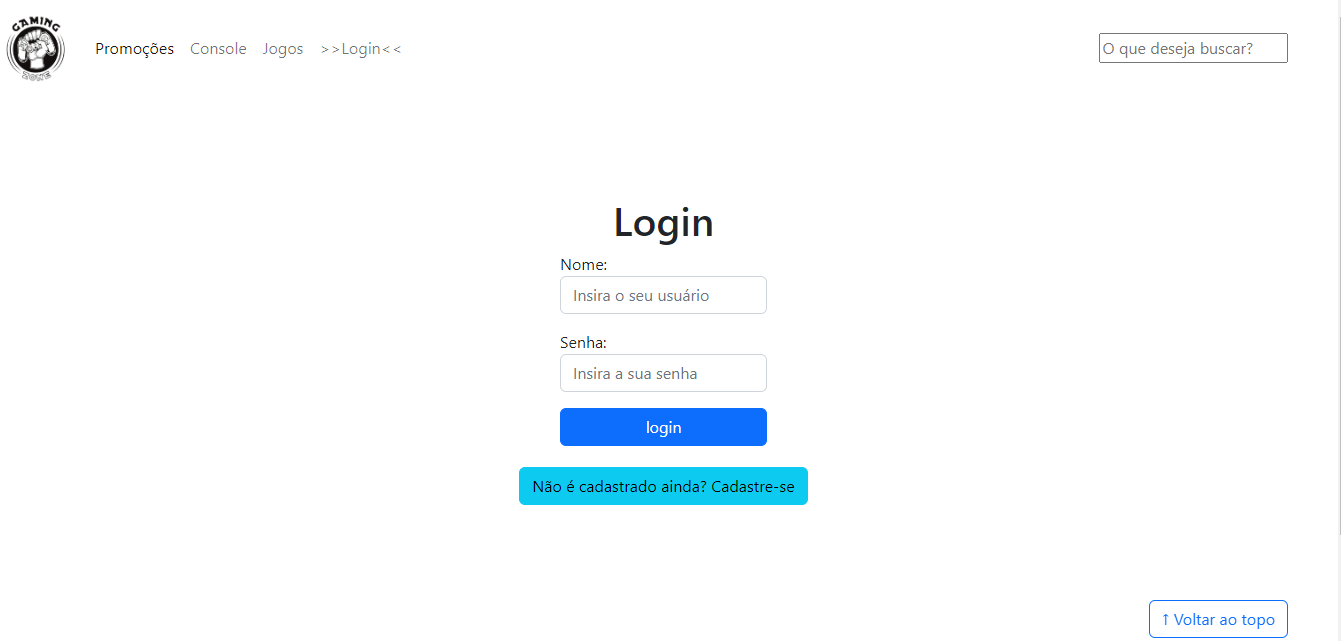 GAMING
ZONE
Promoções Console Jogos >>Login<<
O que deseja buscar?
Login
Nome:
Insira o seu usuário
Senha:
Insira a sua senha
login
Não é cadastrado ainda? Cadastre-se
↑ Voltar ao topo